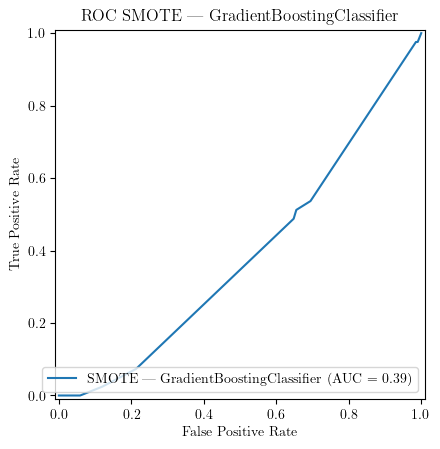 ROC SMOTE — GradientBoostingClassifier
1.0
0.8
0.6
0.4
0.2
0.0
True Positive Rate
SMOTE — GradientBoostingClassifier (AUC = 0.39)
0.0 0.2 0.4 0.6 0.8 1.0
False Positive Rate